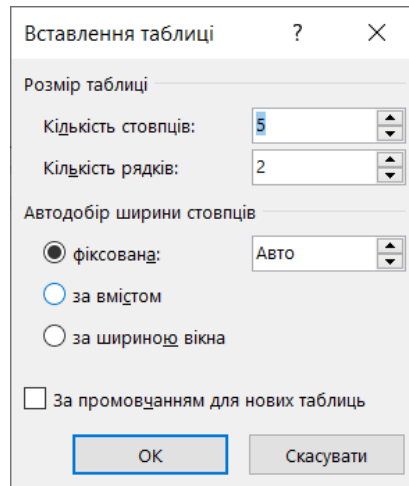 Вставлення таблиці ?
Розмір таблиці
Кількість стовпців: 5
Кількість рядків: 2
Автодобір ширини стовпців
фіксована: Авто
за вмістом
за шириною вікна
За промовчанням для нових таблиць
ОК Скасувати